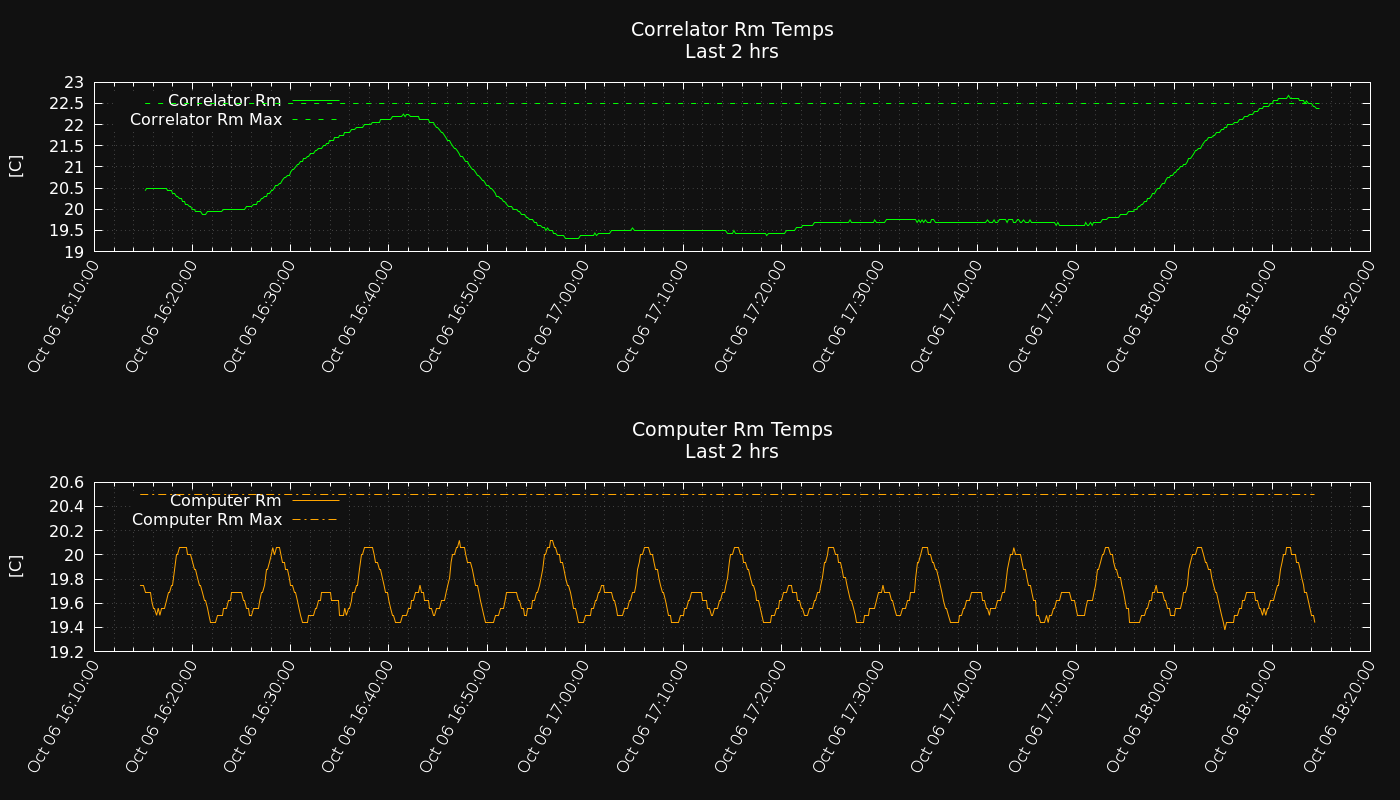 Correlator Rm Temps
Last 2 hrs
[C]
23
22.5
22
21.5
21
20.5
20
19.5
19
Correlator Rm
Correlator Rm Max
Oct 06 16:10:00
Oct 06 16:20:00
Oct 06 16:30:00
Oct 06 16:40:00
Oct 06 16:50:00
Oct 06 17:00:00
Oct 06 17:10:00
Oct 06 17:20:00
Oct 06 17:30:00
Oct 06 17:40:00
Oct 06 17:50:00
Oct 06 18:00:00
Oct 06 18:10:00
Oct 06 18:20:00
Computer Rm Temps
Last 2 hrs
[C]
20.6
20.4
20.2
20
19.8
19.6
19.4
19.2
Computer Rm
Computer Rm Max
Oct 06 16:10:00
Oct 06 16:20:00
Oct 06 16:30:00
Oct 06 16:40:00
Oct 06 16:50:00
Oct 06 17:00:00
Oct 06 17:10:00
Oct 06 17:20:00
Oct 06 17:30:00
Oct 06 17:40:00
Oct 06 17:50:00
Oct 06 18:00:00
Oct 06 18:10:00
Oct 06 18:20:00